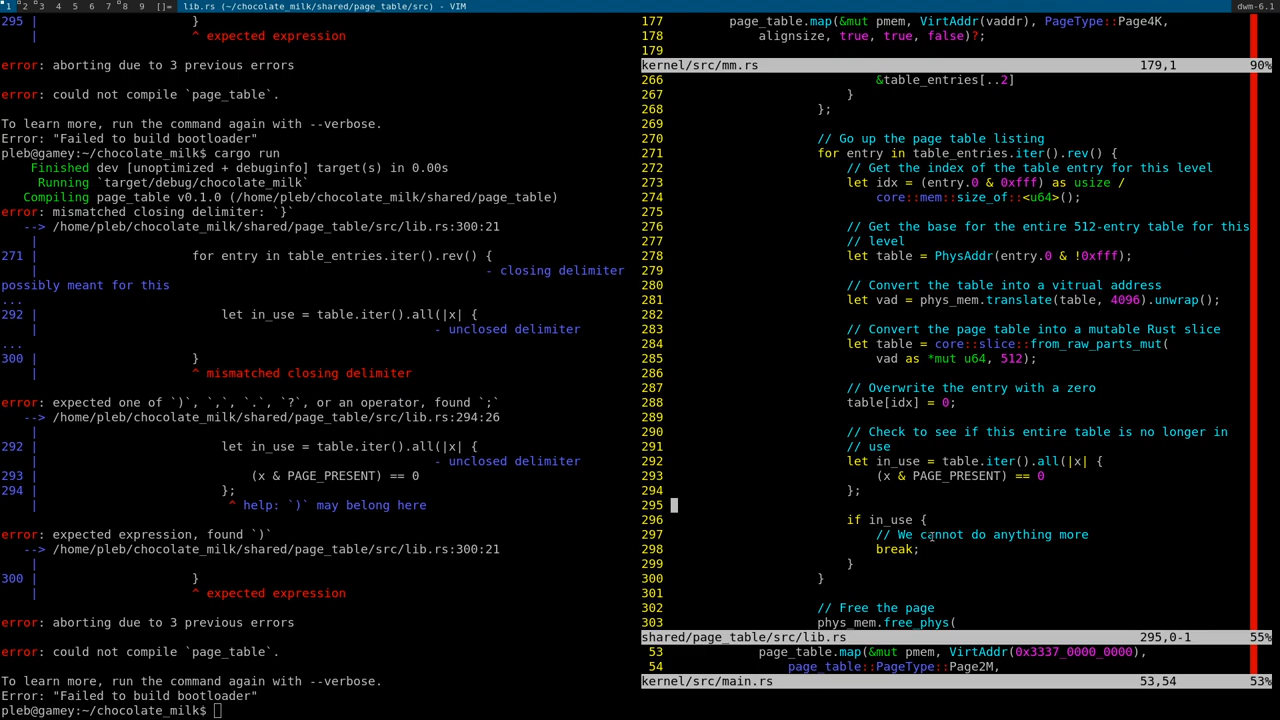 1 2 3 4 5 6 7 8 9 []= lib.rs (~/chocolate_milk/shared/page_table/src) - VIM dwm-6.1
295 | }
| ^ expected expression
error: aborting due to 3 previous errors
error: could not compile `page_table`.
To learn more, run the command again with --verbose.
Error: "Failed to build bootloader"
pleb@gamey:~/chocolate_milk$ cargo run
Finished dev [unoptimized + debuginfo] target(s) in 0.00s
Running `target/debug/chocolate_milk`
Compiling page_table v0.1.0 (/home/pleb/chocolate_milk/shared/page_table)
error: mismatched closing delimiter: `}`
--> /home/pleb/chocolate_milk/shared/page_table/src/lib.rs:300:21
|
271 | for entry in table_entries.iter().rev() {
| - closing delimiter
possibly meant for this
...
292 | let in_use = table.iter().all(|x| {
| - unclosed delimiter
...
300 | }
| ^ mismatched closing delimiter
error: expected one of `)`, `,`, `.`, `?`, or an operator, found `;`
--> /home/pleb/chocolate_milk/shared/page_table/src/lib.rs:294:26
|
292 | let in_use = table.iter().all(|x| {
| - unclosed delimiter
293 | (x & PAGE_PRESENT) == 0
294 | };
| ^ help: `)` may belong here
error: expected expression, found `)`
--> /home/pleb/chocolate_milk/shared/page_table/src/lib.rs:300:21
|
300 | }
| ^ expected expression
error: aborting due to 3 previous errors
error: could not compile `page_table`.
To learn more, run the command again with --verbose.
Error: "Failed to build bootloader"
pleb@gamey:~/chocolate_milk$
177 page_table.map(&mut pmem, VirtAddr(vaddr), PageType::Page4K,
178 alignsize, true, true, false)?;
179
kernel/src/mm.rs 179,1 90%
266 &table_entries[..2]
267 }
268 };
269
270 // Go up the page table listing
271 for entry in table_entries.iter().rev() {
272 // Get the index of the table entry for this level
273 let idx = (entry.0 & 0xfff) as usize /
274 core::mem::size_of::<u64>();
275
276 // Get the base for the entire 512-entry table for this
277 // level
278 let table = PhysAddr(entry.0 & !0xfff);
279
280 // Convert the table into a vitrual address
281 let vad = phys_mem.translate(table, 4096).unwrap();
282
283 // Convert the page table into a mutable Rust slice
284 let table = core::slice::from_raw_parts_mut(
285 vad as *mut u64, 512);
286
287 // Overwrite the entry with a zero
288 table[idx] = 0;
289
290 // Check to see if this entire table is no longer in
291 // use
292 let in_use = table.iter().all(|x| {
293 (x & PAGE_PRESENT) == 0
294 };
295
296 if in_use {
297 // We cannot do anything more
298 break;
299 }
300 }
301
302 // Free the page
303 phys_mem.free_phys(
shared/page_table/src/lib.rs 295,0-1 55%
53 page_table.map(&mut pmem, VirtAddr(0x3337_0000_0000),
54 page_table::PageType::Page2M,
kernel/src/main.rs 53,54 53%